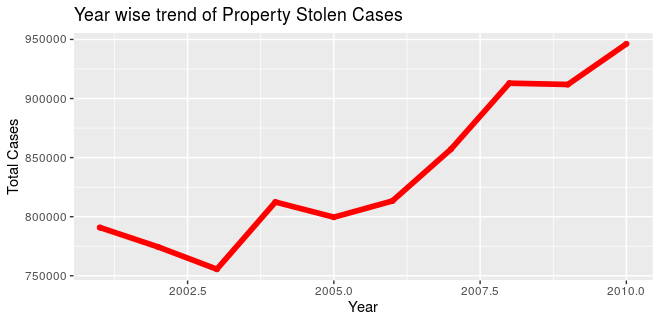 Year wise trend of Property Stolen Cases
950000
900000
850000
800000
750000
Total Cases
2002.5 2005.0 2007.5 2010.0
Year